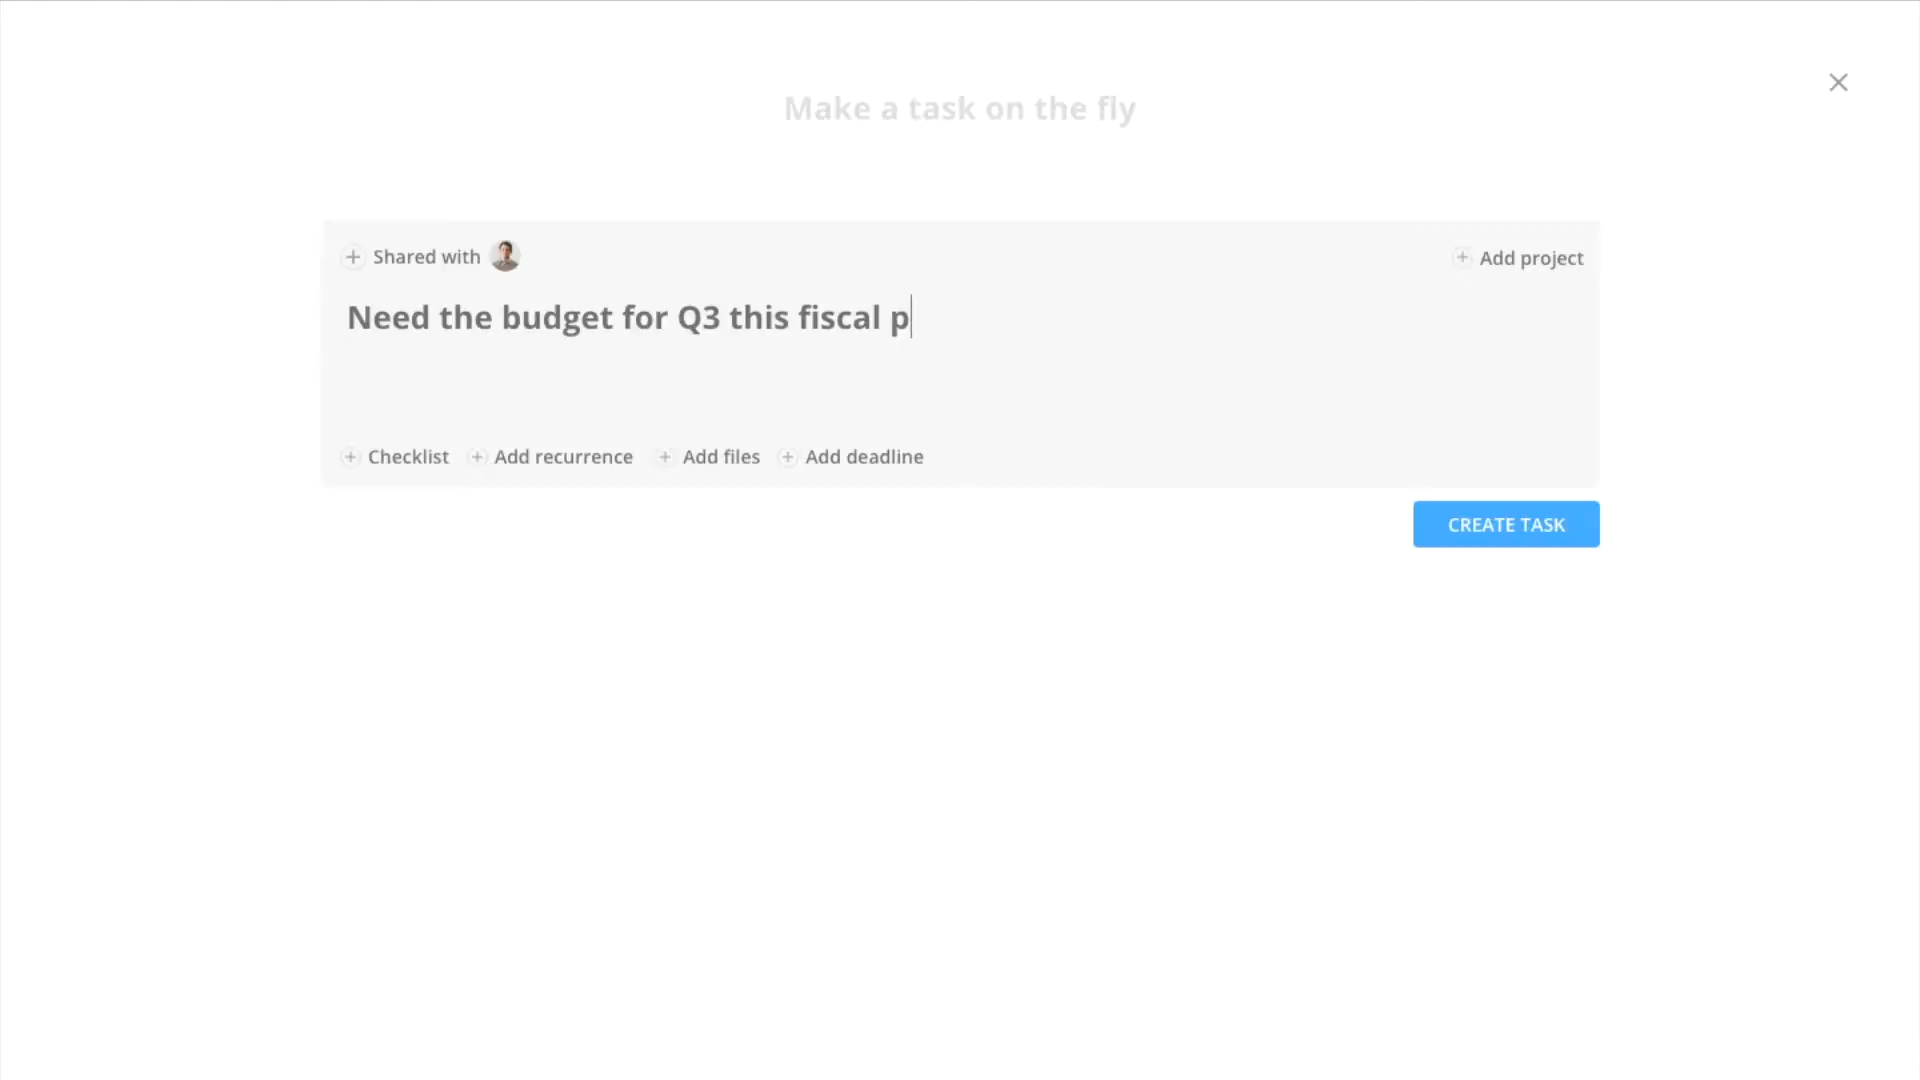 Make a task on the fly
Shared with
Add project
Need the budget for Q3 this fiscal p
Checklist Add recurrence Add files Add deadline
CREATE TASK